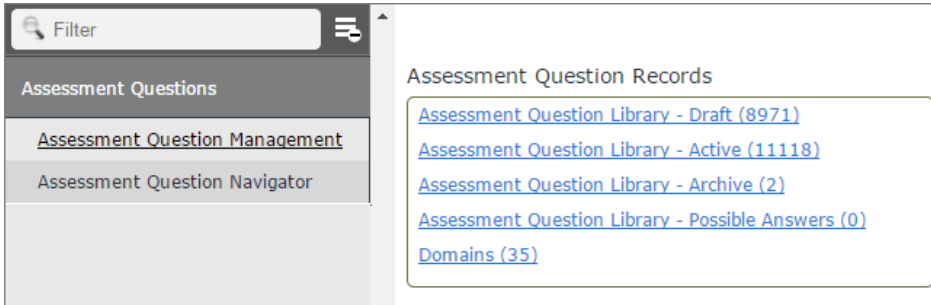 Filter
Assessment Questions
Assessment Question Management
Assessment Question Navigator
Assessment Question Records
Assessment Question Library - Draft (8971)
Assessment Question Library - Active (11118)
Assessment Question Library - Archive (2)
Assessment Question Library - Possible Answers (0)
Domains (35)